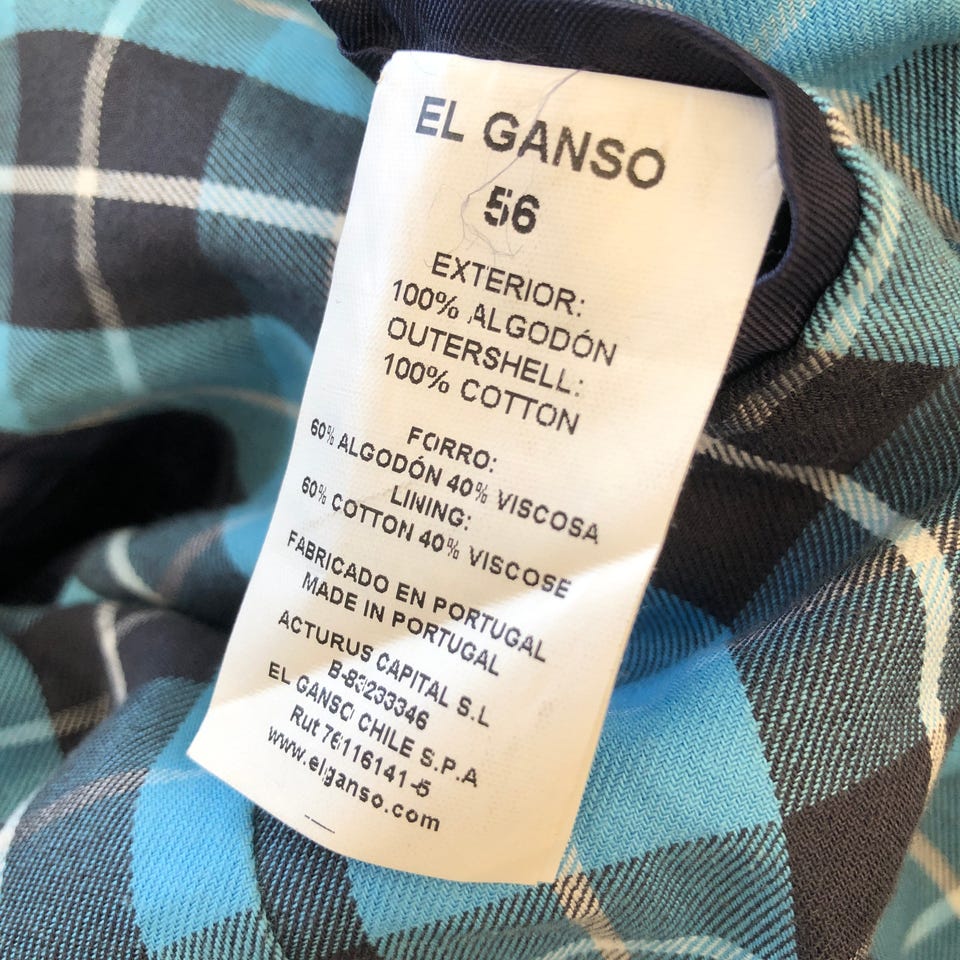 EL GANSO
56
EXTERIOR:
100% ALGODÓN
OUTERSHELL:
100% COTTON
FORRO:
60% ALGODÓN 40% VISCOSA
LINING:
60% COTTON 40% VISCOSE
FABRICADO EN PORTUGAL
MADE IN PORTUGAL
ACTURUS CAPITAL S.L
B-83233346
EL GANSO CHILE S.P.A
Rut 76116141-5
www.elganso.com